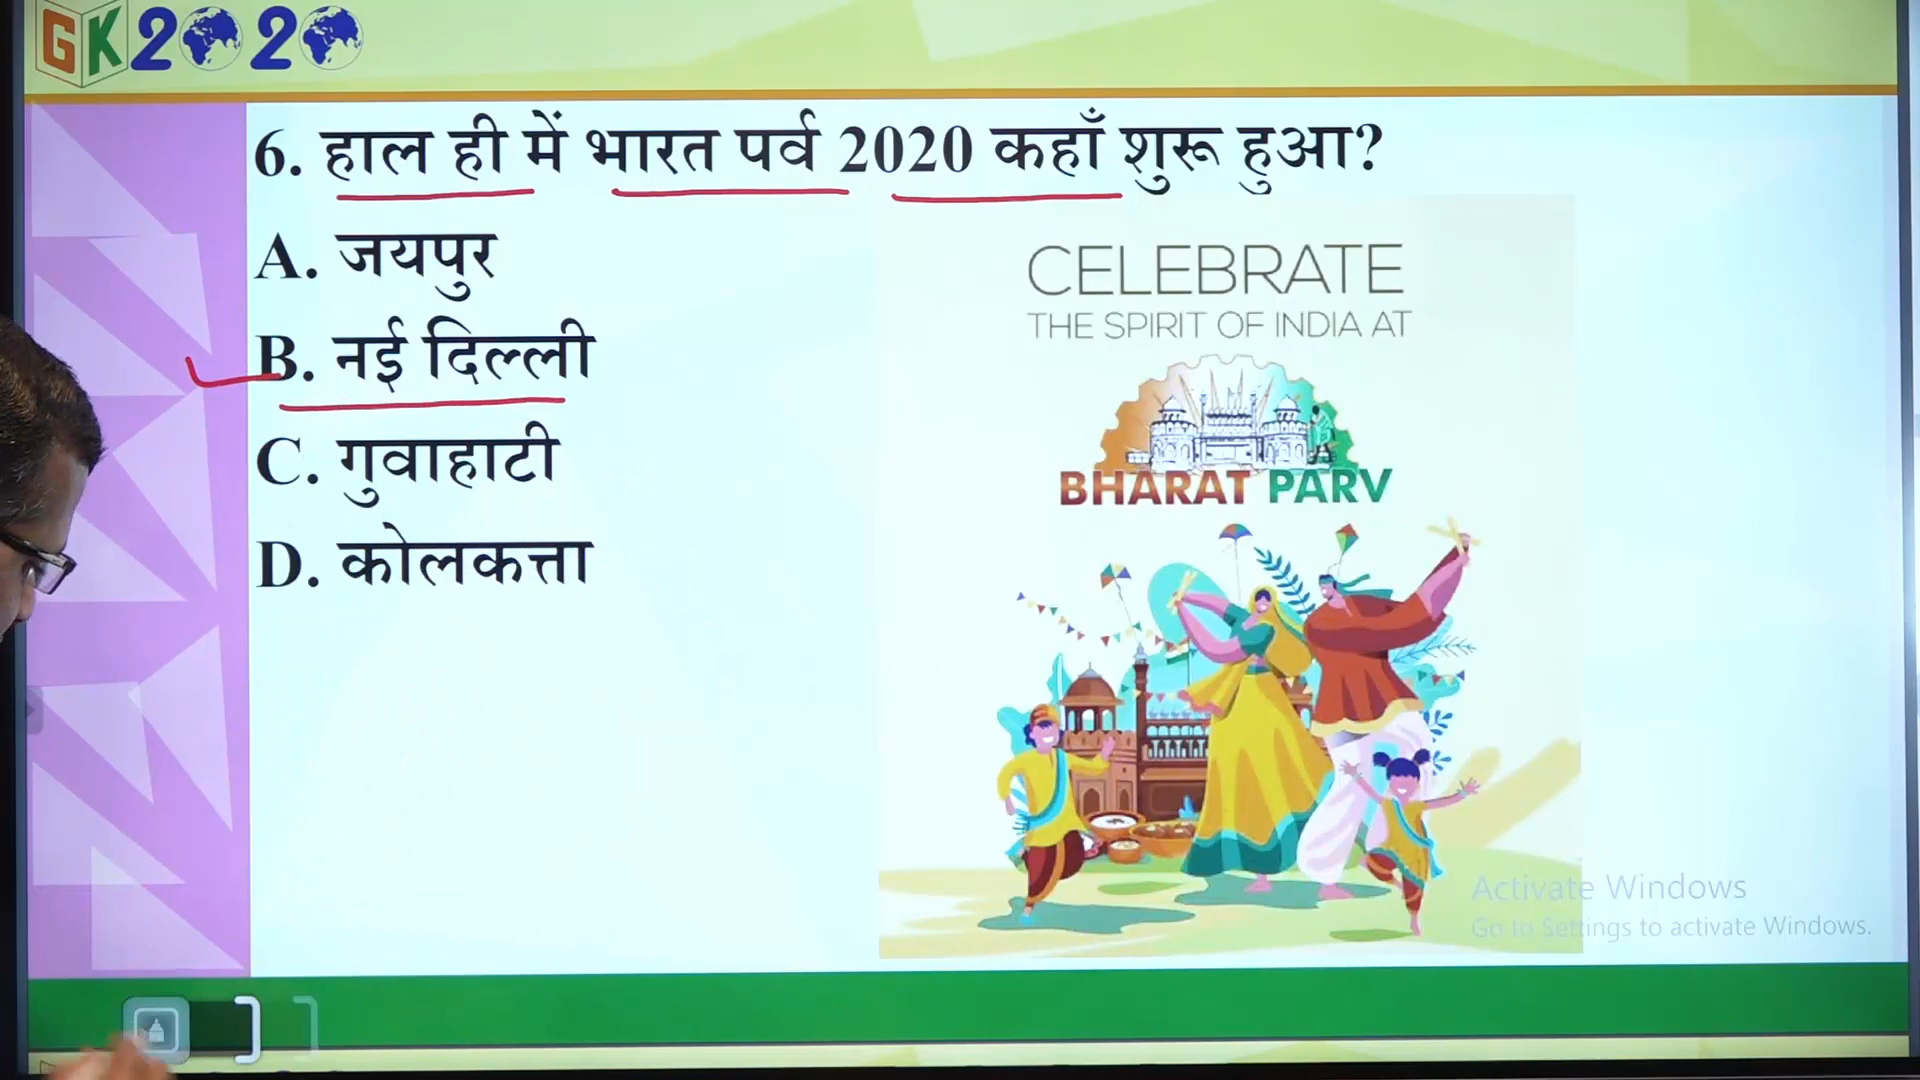 GK2020
6. हाल ही में भारत पर्व 2020 कहाँ शुरू हुआ?
A. जयपुर
B. नई दिल्ली
C. गुवाहाटी
D. कोलकत्ता
CELEBRATE
THE SPIRIT OF INDIA AT
BHARAT PARV
Activate Windows
Go to Settings to activate Windows.